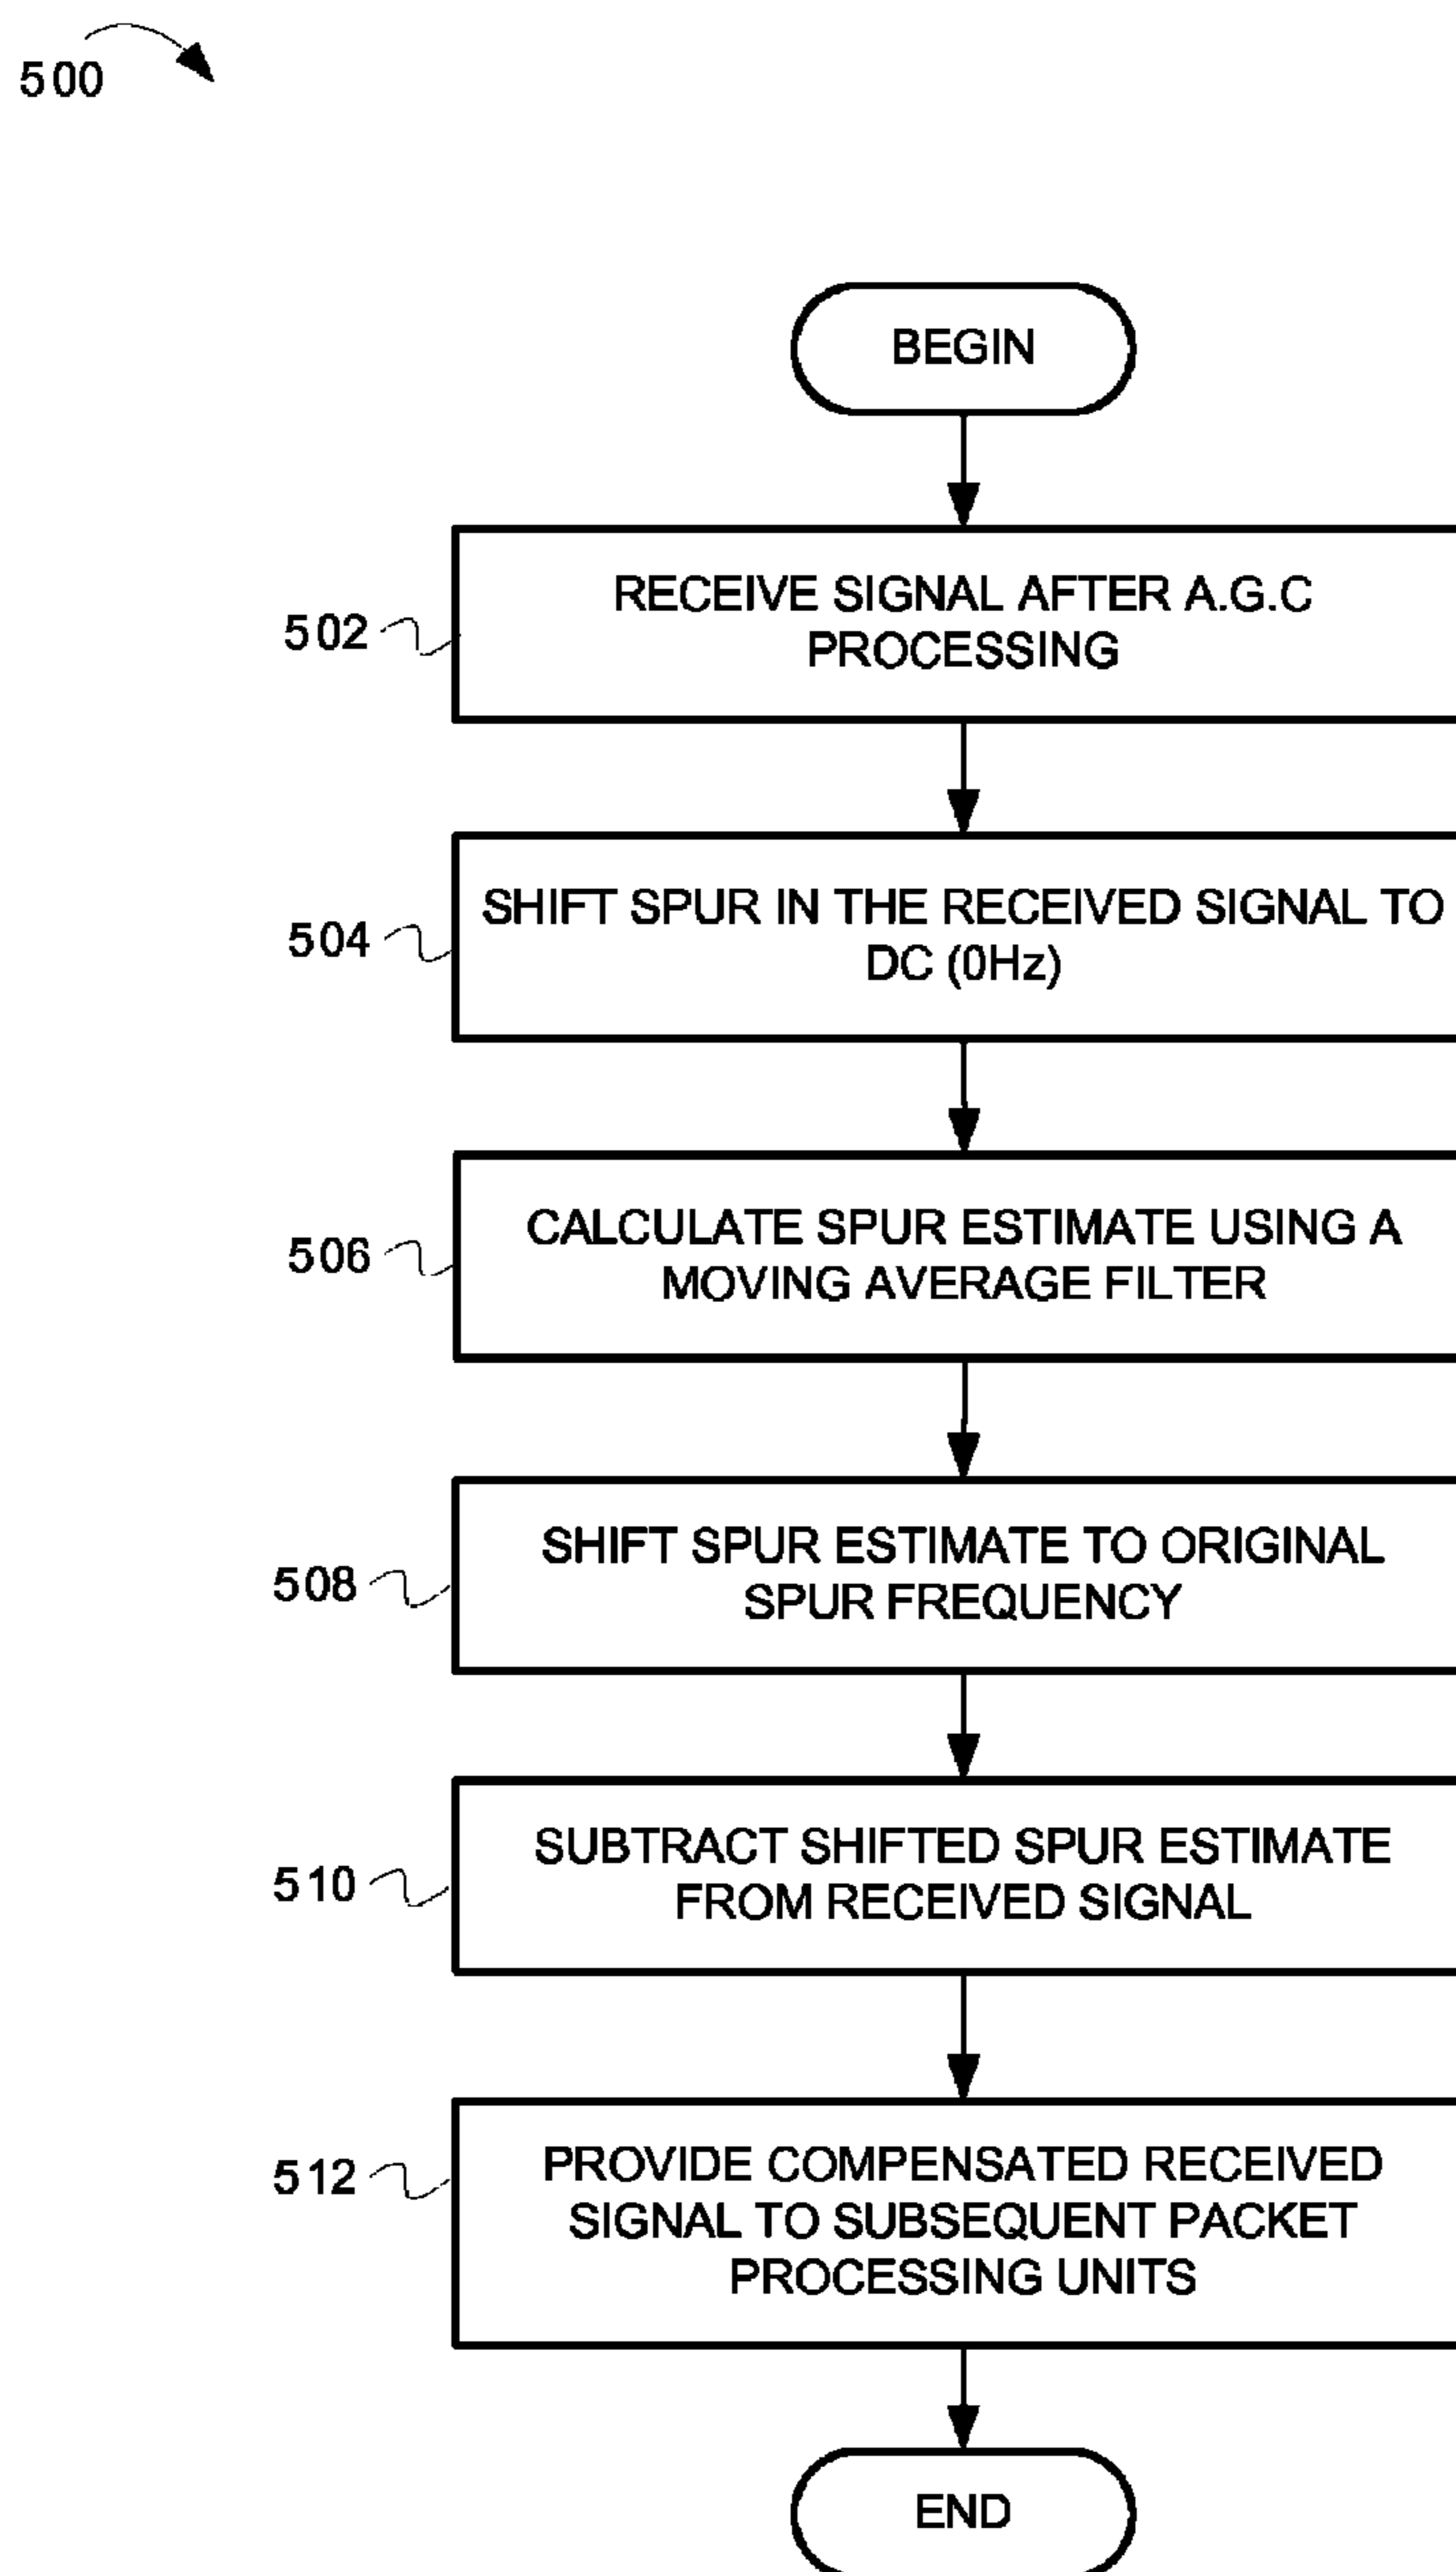 500
BEGIN
502
RECEIVE SIGNAL AFTER A.G.C
PROCESSING
504
SHIFT SPUR IN THE RECEIVED SIGNAL TO
DC (0Hz)
506
CALCULATE SPUR ESTIMATE USING A
MOVING AVERAGE FILTER
508
SHIFT SPUR ESTIMATE TO ORIGINAL
SPUR FREQUENCY
510
SUBTRACT SHIFTED SPUR ESTIMATE
FROM RECEIVED SIGNAL
512
PROVIDE COMPENSATED RECEIVED
SIGNAL TO SUBSEQUENT PACKET
PROCESSING UNITS
END